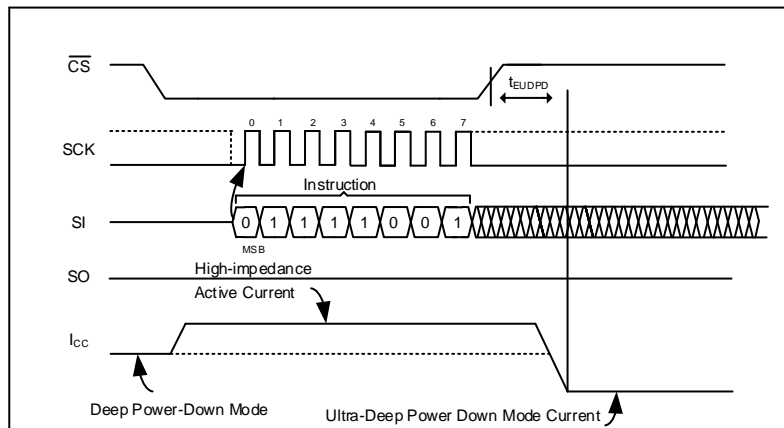 CS
tEUDPD
0 1 2 3 4 5 6 7
SCK
Instruction
SI
0 1 1 1 1 0 0 1
MSB
High-impedance
SO
Active Current
ICC
Deep Power-Down Mode
Ultra-Deep Power Down Mode Current